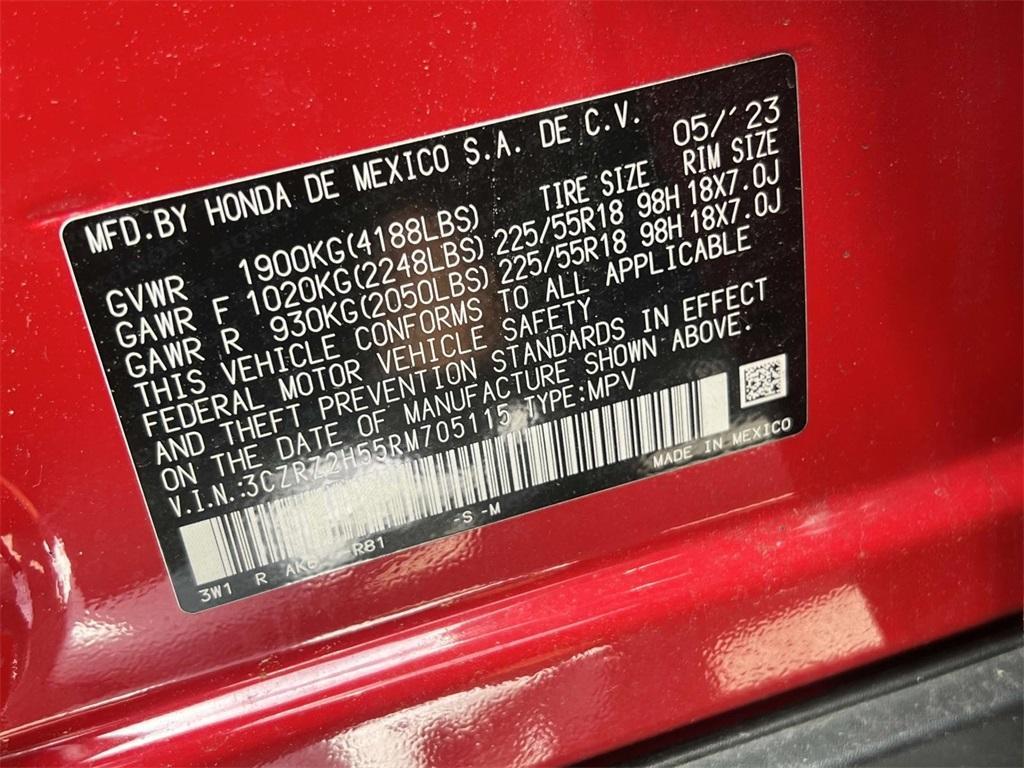 MFD.BY HONDA DE MEXICO S.A. DE C.V. 05/'23
TIRE SIZE RIM SIZE
GVWR 1900KG(4188LBS)
GAWR F 1020KG(2248LBS) 225/55R18 98H 18X7.0J
GAWR R 930KG(2050LBS) 225/55R18 98H 18X7.0J
THIS VEHICLE CONFORMS TO ALL APPLICABLE
FEDERAL MOTOR VEHICLE SAFETY
AND THEFT PREVENTION STANDARDS IN EFFECT
ON THE DATE OF MANUFACTURE SHOWN ABOVE.
V.I.N.:3CZRZ2H55RM705115 TYPE:MPV
MADE IN MEXICO
3W1 R R81 -S -M